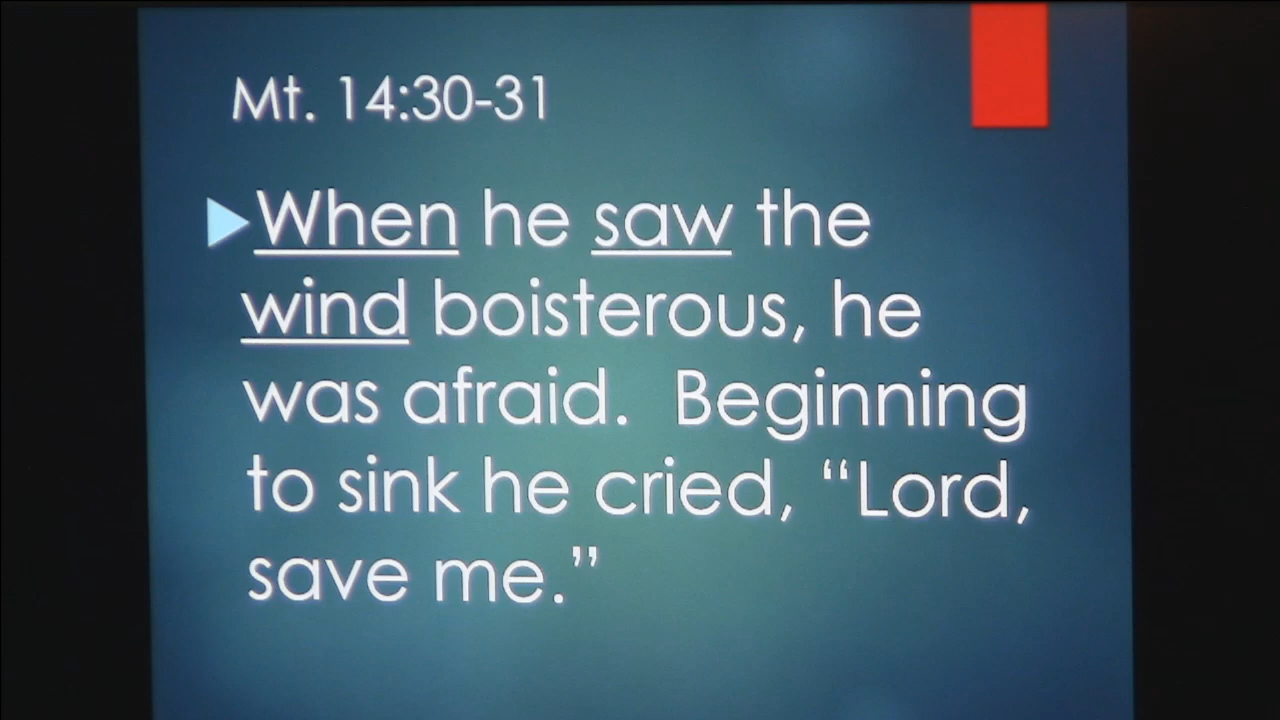 Mt. 14:30-31
When he saw the
wind boisterous, he
was afraid.  Beginning
to sink he cried, “Lord,
save me.”